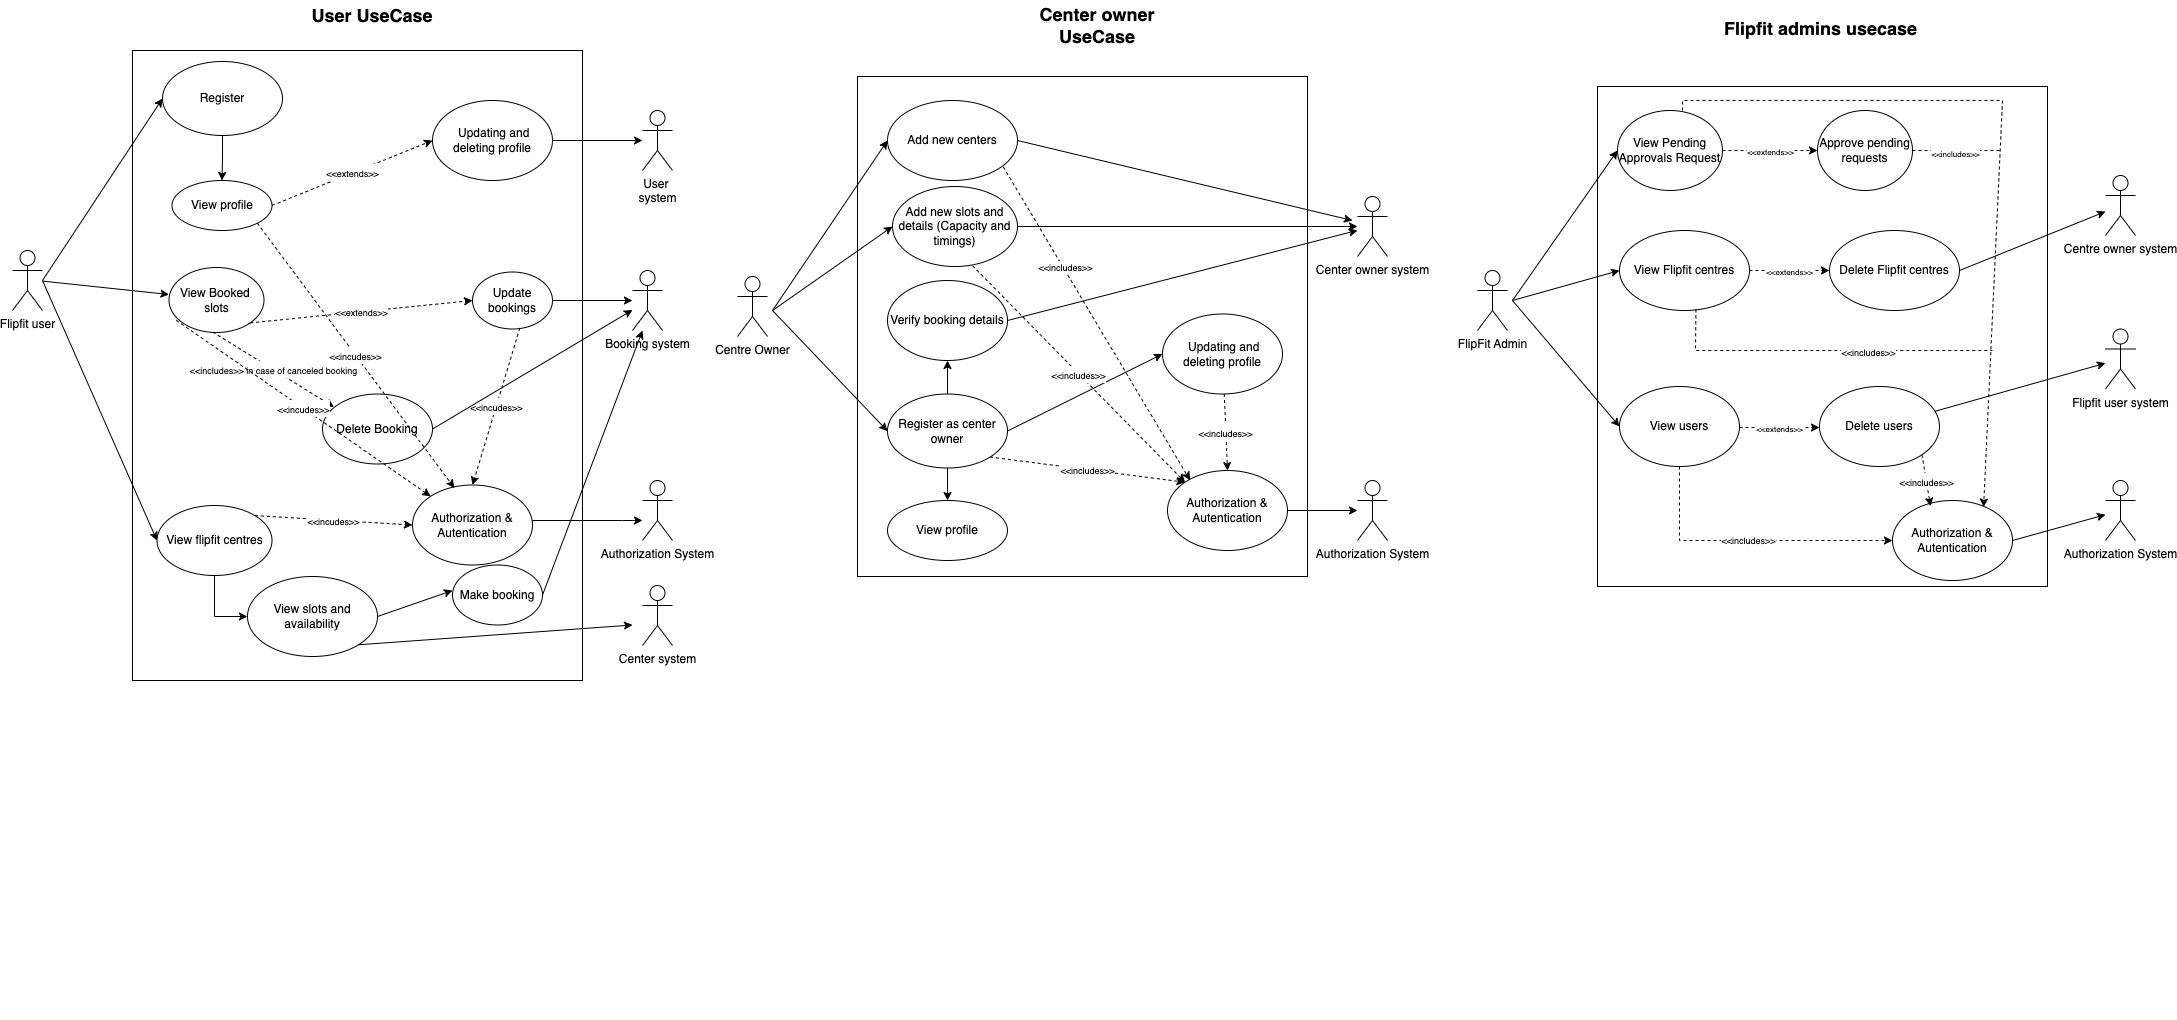 User UseCase
Register
Updating and
deleting profile
<<extends>>
User
system
View profile
Flipfit user
View Booked
slots
<<extends>>
Update
bookings
Booking system
<<incudes>>
<<includes>> in case of canceled booking
<<incudes>>
<<incudes>>
Delete Booking
View flipfit centres
<<incudes>>
Authorization &
Autentication
Authorization System
View slots and
availability
Make booking
Center system
Center owner
UseCase
Add new centers
Add new slots and
details (Capacity and
timings)
<<includes>>
Center owner system
Centre Owner
Verify booking details
Updating and
deleting profile
<<includes>>
Register as center
owner
<<includes>>
<<includes>>
View profile
Authorization &
Autentication
Authorization System
Flipfit admins usecase
View Pending
Approvals Request
<<extends>>
Approve pending
requests
<<includes>>
Centre owner system
View Flipfit centres
<<extends>>
Delete Flipfit centres
FlipFit Admin
<<includes>>
Flipfit user system
View users
<<extends>>
Delete users
<<includes>>
<<includes>>
Authorization &
Autentication
Authorization System